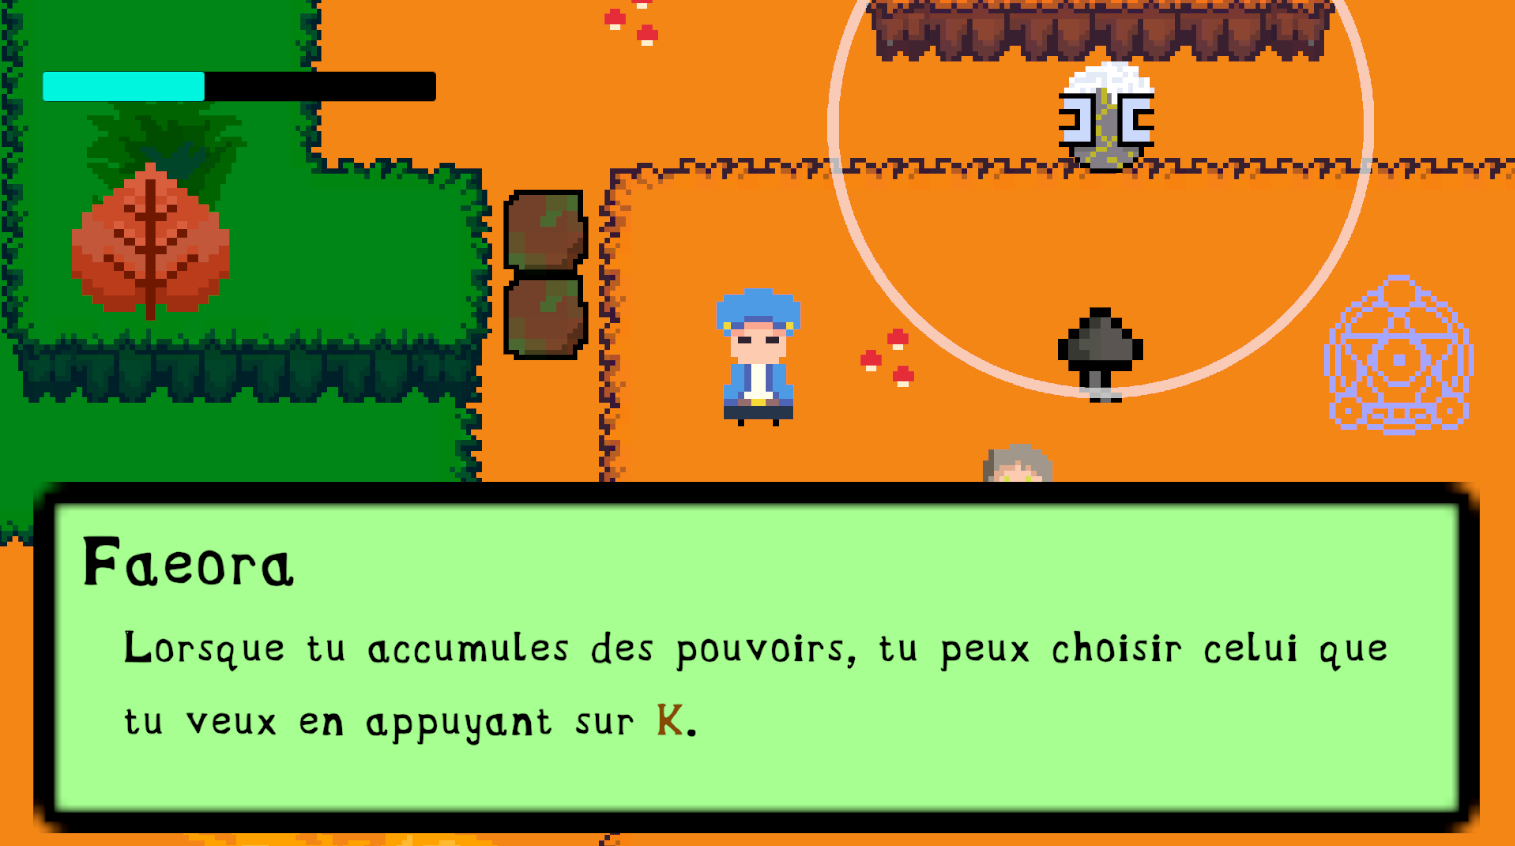 Faeora
Lorsque tu accumules des pouvoirs, tu peux choisir celui que
tu veux en appuyant sur K.